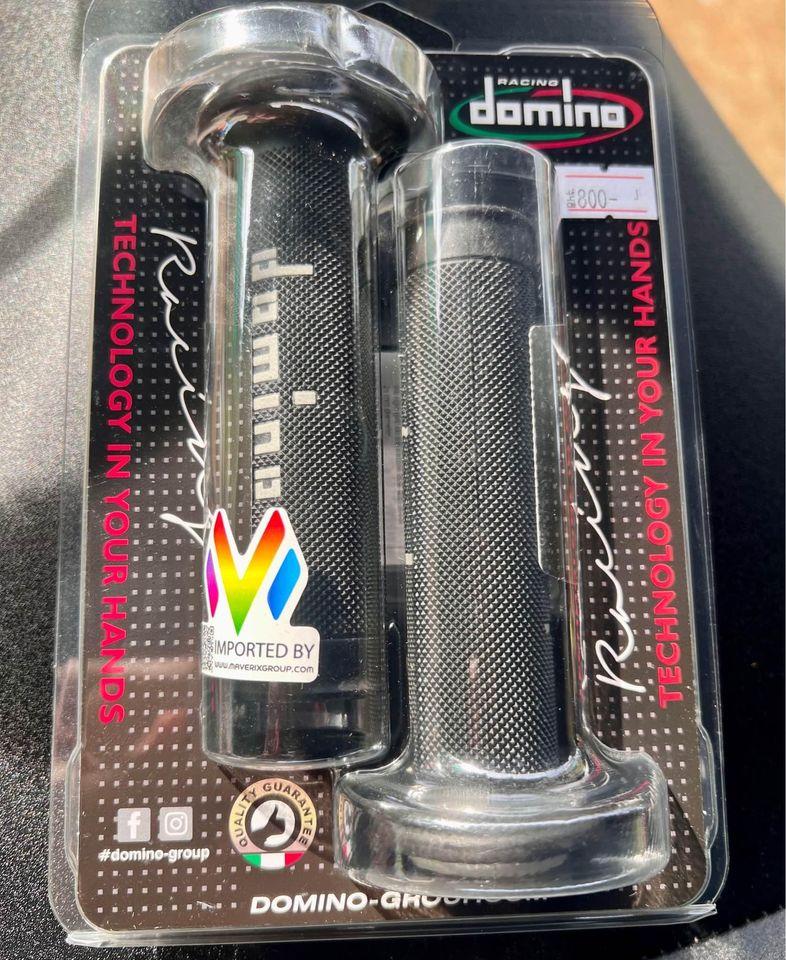 RACING
domino
800-
TECHNOLOGY IN YOUR HANDS
Racing
domino
Racing
TECHNOLOGY IN YOUR HANDS
IMPORTED BY
WWW.MAVERIXGROUP.COM
QUALITY GUARANTEE
#domino-group